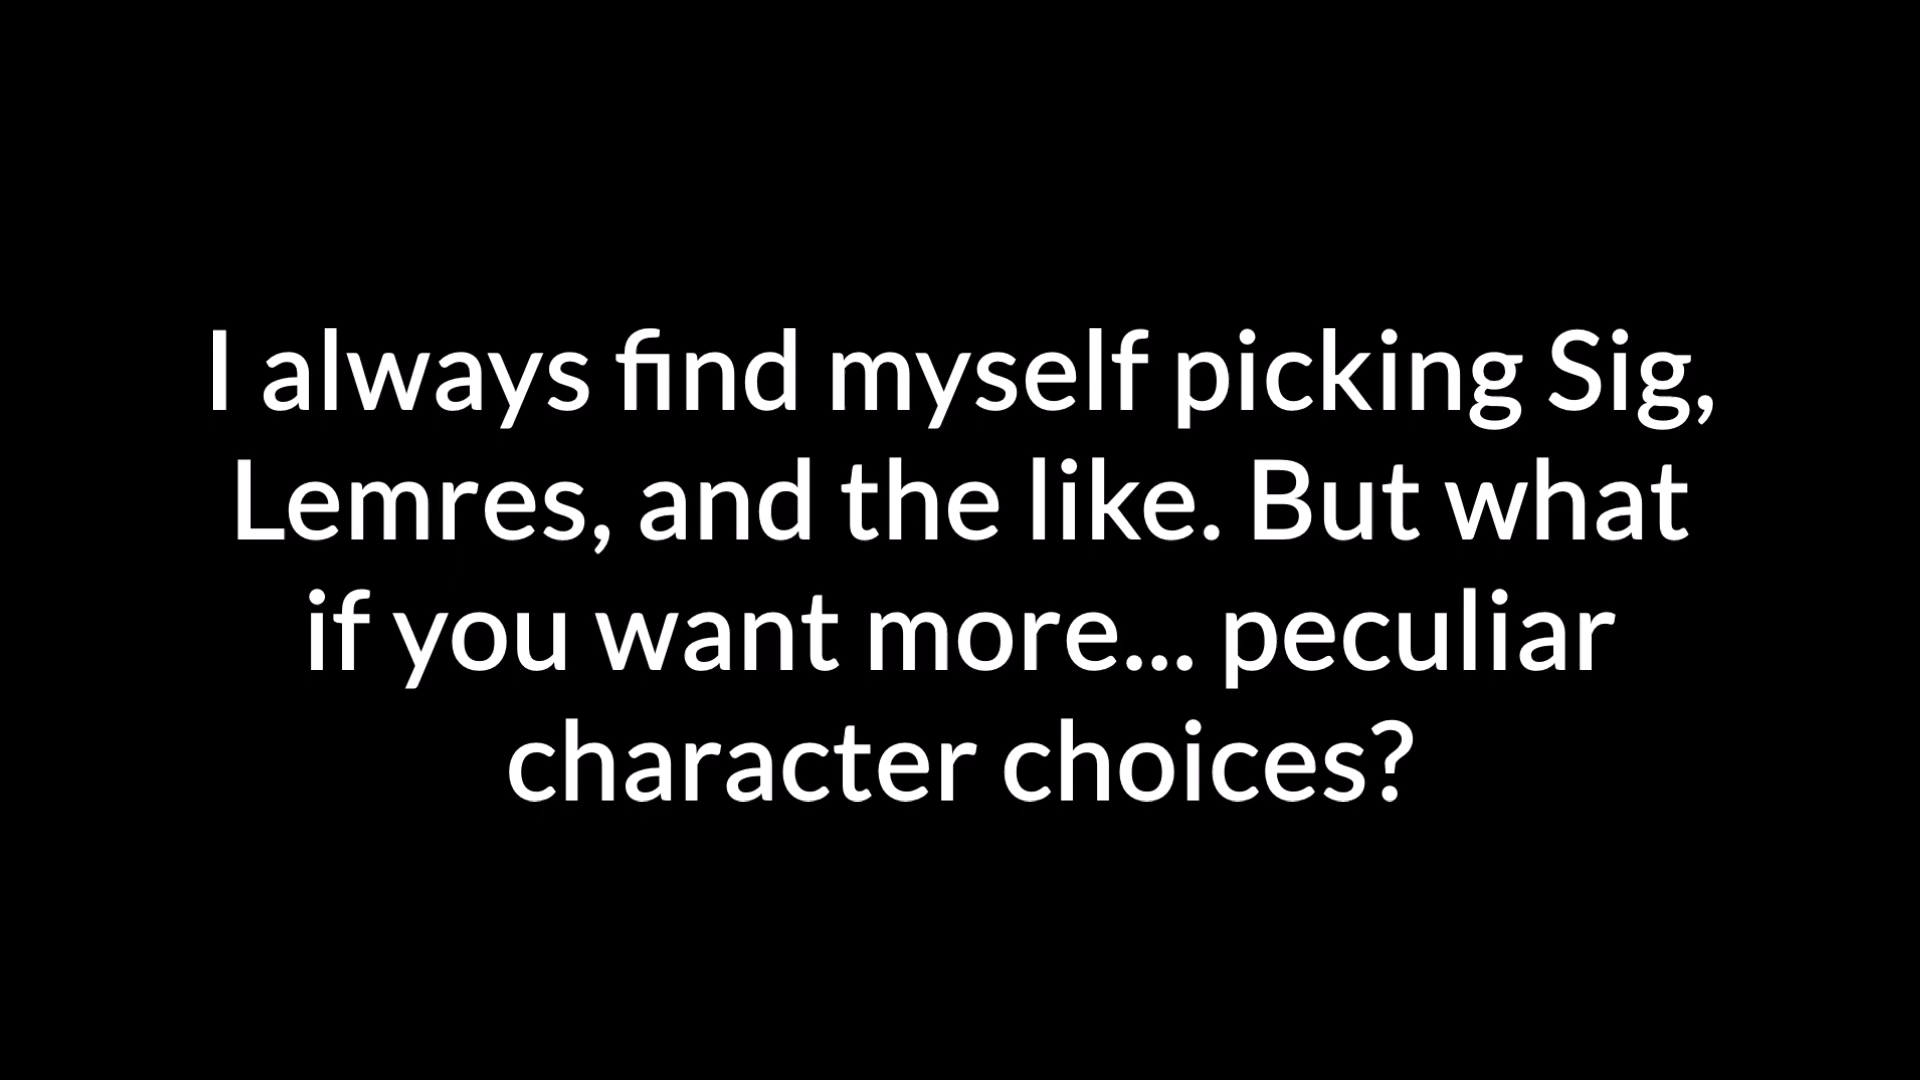 I always find myself picking Sig,
Lemres, and the like. But what
if you want more... peculiar
character choices?